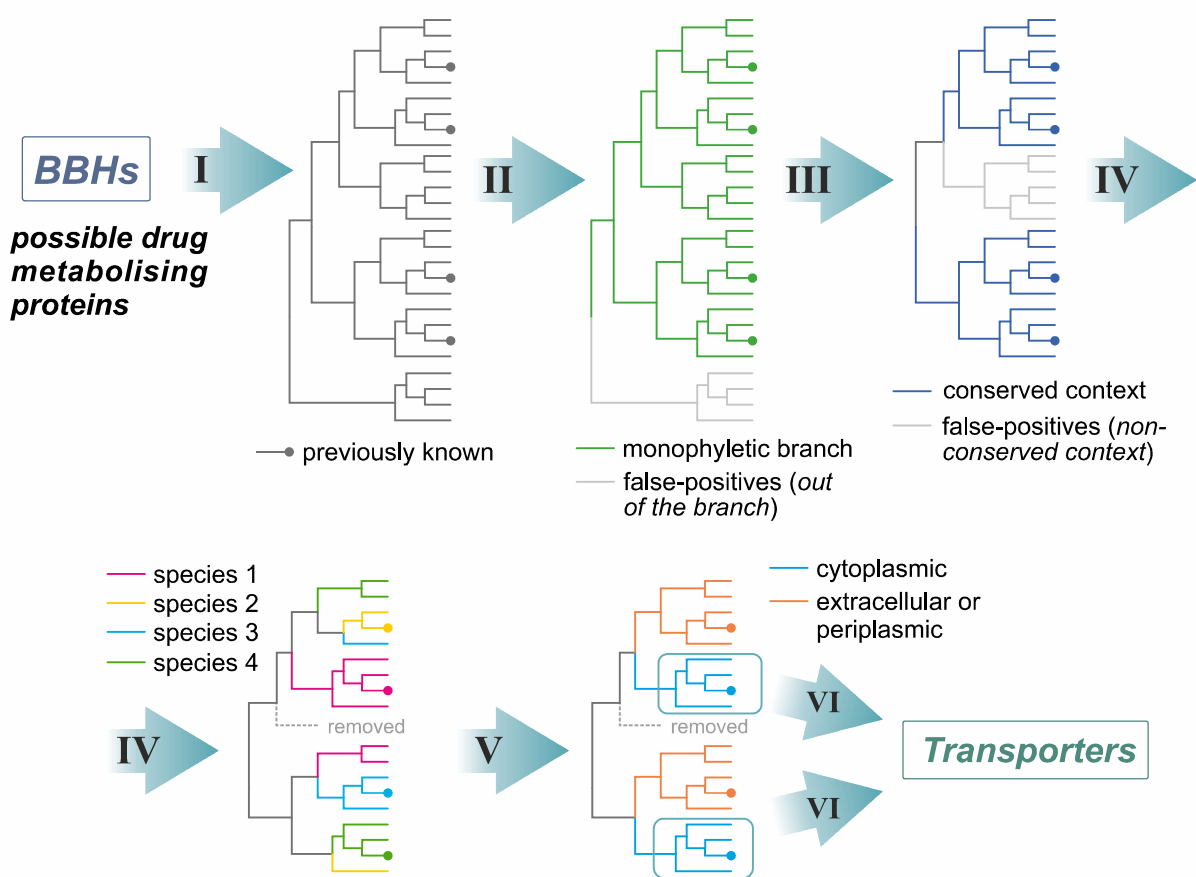 BBHs
possible drug
metabolising
proteins
I
II
III
IV
previously known
monophyletic branch
false-positives (out
of the branch)
conserved context
false-positives (non-
conserved context)
species 1
species 2
species 3
species 4
removed
IV
V
cytoplasmic
extracellular or
periplasmic
removed
VI
VI
Transporters